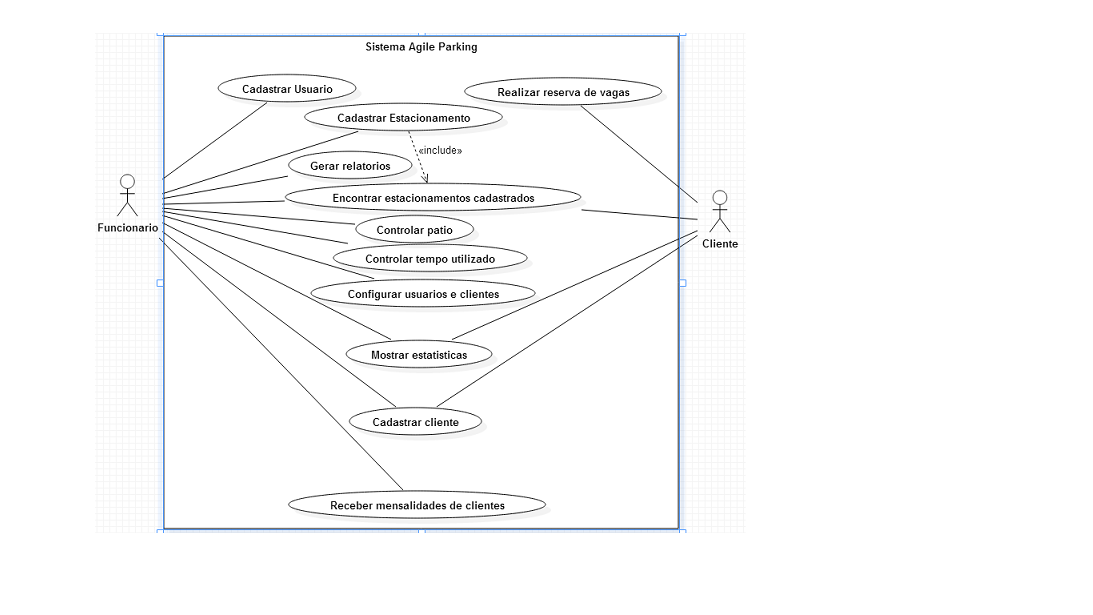 Sistema Agile Parking
Cadastrar Usuario
Realizar reserva de vagas
Cadastrar Estacionamento
«include»
Gerar relatorios
Encontrar estacionamentos cadastrados
Funcionario
Controlar patio
Cliente
Controlar tempo utilizado
Configurar usuarios e clientes
Mostrar estatisticas
Cadastrar cliente
Receber mensalidades de clientes